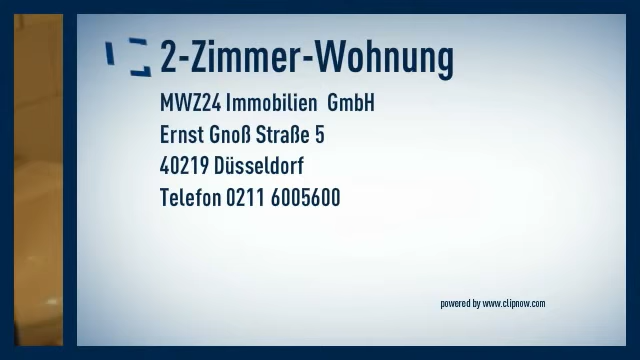 2-Zimmer-Wohnung
MWZ24 Immobilien GmbH
Ernst Gnoß Straße 5
40219 Düsseldorf
Telefon 0211 6005600
powered by www.clipnow.com